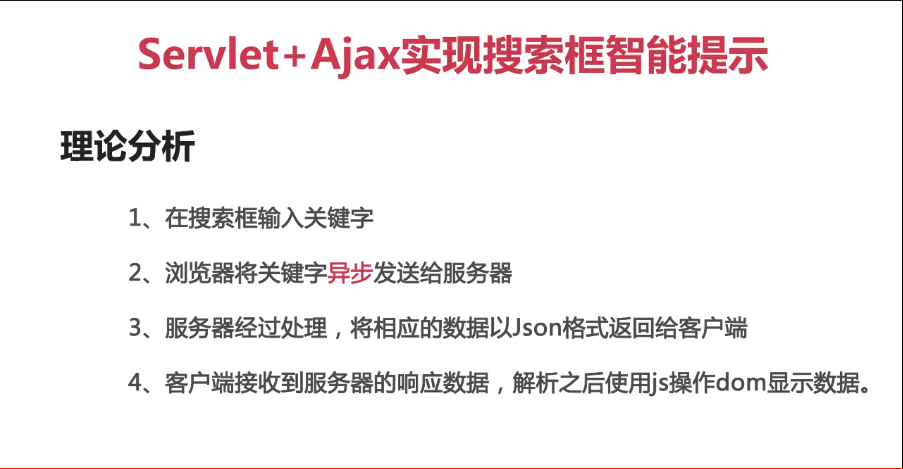 Servlet+Ajax实现搜索框智能提示
理论分析
1、在搜索框输入关键字
2、浏览器将关键字异步发送给服务器
3、服务器经过处理，将相应的数据以Json格式返回给客户端
4、客户端接收到服务器的响应数据，解析之后使用js操作dom显示数据。